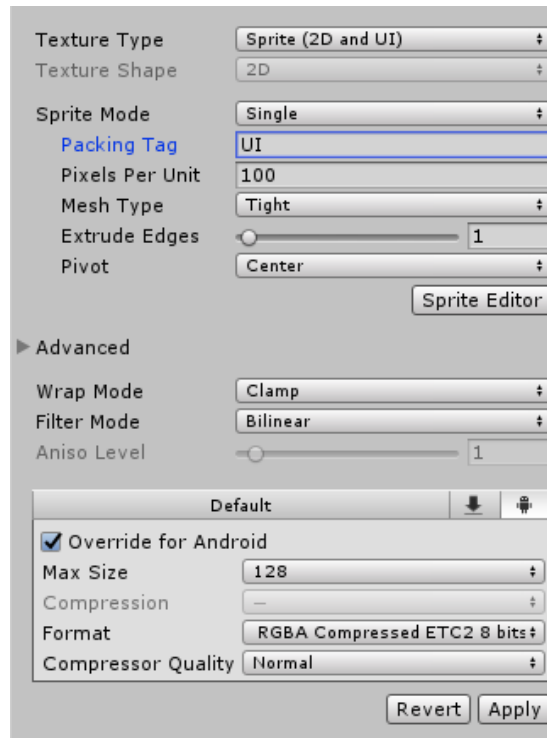 Texture Type Sprite (2D and UI)
Texture Shape 2D
Sprite Mode Single
Packing Tag UI
Pixels Per Unit 100
Mesh Type Tight
Extrude Edges 1
Pivot Center
Sprite Editor
Advanced
Wrap Mode Clamp
Filter Mode Bilinear
Aniso Level 1
Default
Override for Android
Max Size 128
Compression —
Format RGBA Compressed ETC2 8 bits
Compressor Quality Normal
Revert Apply